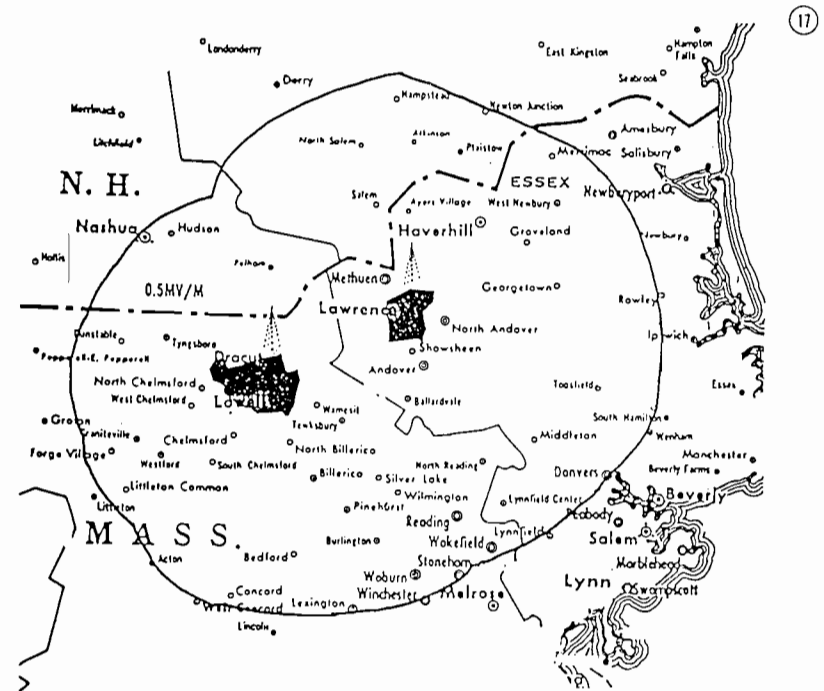 17
Londonderry
East Kingston
Hampton
Falls
Seabrook
Derry
Hampstead
Newton Junction
Merrimack
Litchfield
North Salem
Atkinson
Plaistow
Amesbury
Merrimac
Salisbury
N. H.
ESSEX
Newburyport
Salem
Ayers Village
West Newbury
Nashua
Hudson
Haverhill
Groveland
Newbury
Hollis
Pelham
Methuen
0.5MV/M
Georgetown
Rowley
Lawrence
North Andover
Dunstable
Tyngsboro
Ipswich
Pepperell
E. Pepperell
Dracut
Showsheen
Andover
North Chelmsford
Topsfield
Essex
West Chelmsford
Lowell
Wamesit
Ballardvale
Tewksbury
South Hamilton
Groton
Graniteville
Chelmsford
Middleton
Wenham
Forge Village
Westford
South Chelmsford
North Billerica
Manchester
Billerica
Silver Lake
North Reading
Danvers
Beverly Farms
Littleton Common
Wilmington
Lynnfield Center
Beverly
Littleton
Pinehurst
Reading
Peabody
MASS.
Burlington
Wakefield
Lynnfield
Salem
Acton
Bedford
Stoneham
Marblehead
Woburn
Lynn
Swampscott
Concord
Winchester
Melrose
West Concord
Lexington
Lincoln